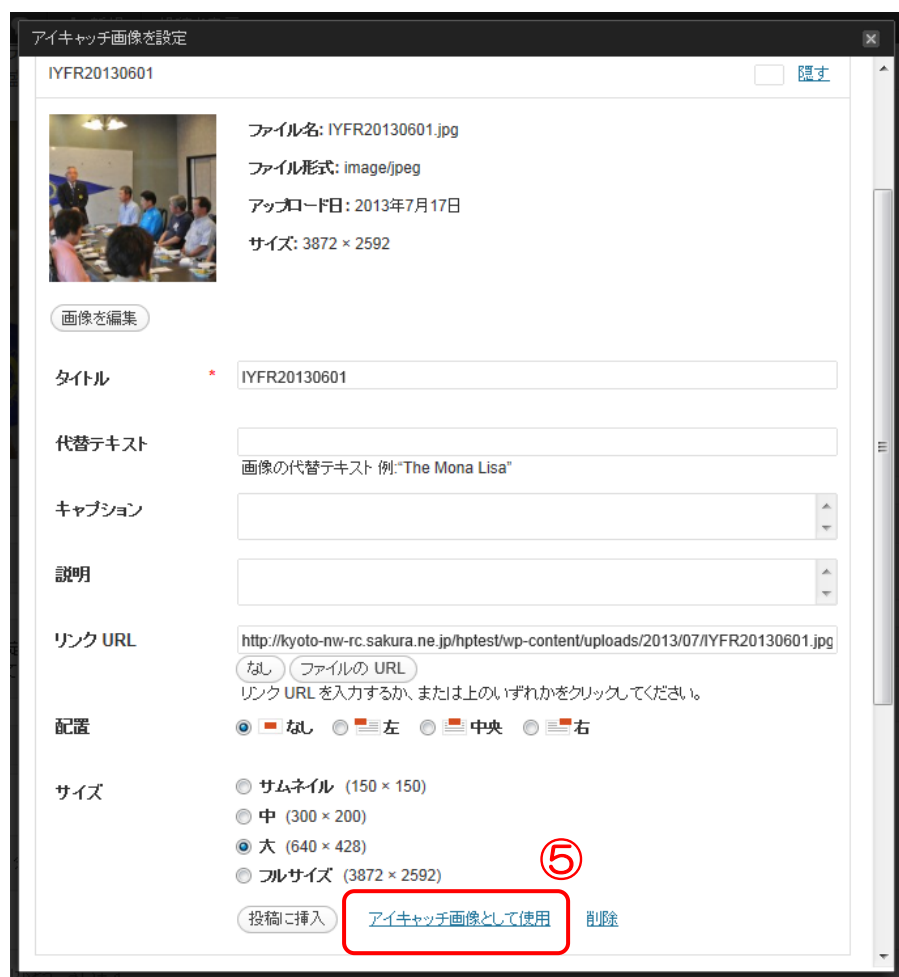 アイキャッチ画像を設定
IYFR20130601 隠す
ファイル名: IYFR20130601.jpg
ファイル形式: image/jpeg
アップロード日: 2013年7月17日
サイズ: 3872 × 2592
画像を編集
タイトル * IYFR20130601
代替テキスト
画像の代替テキスト 例:“The Mona Lisa”
キャプション
説明
リンク URL http://kyoto-nw-rc.sakura.ne.jp/hptest/wp-content/uploads/2013/07/IYFR20130601.jpg
なし ファイルの URL
リンク URL を入力するか、または上のいずれかをクリックしてください。
配置 なし 左 中央 右
サイズ サムネイル (150 × 150)
中 (300 × 200)
大 (640 × 428)
⑤
フルサイズ (3872 × 2592)
投稿に挿入 アイキャッチ画像として使用 削除